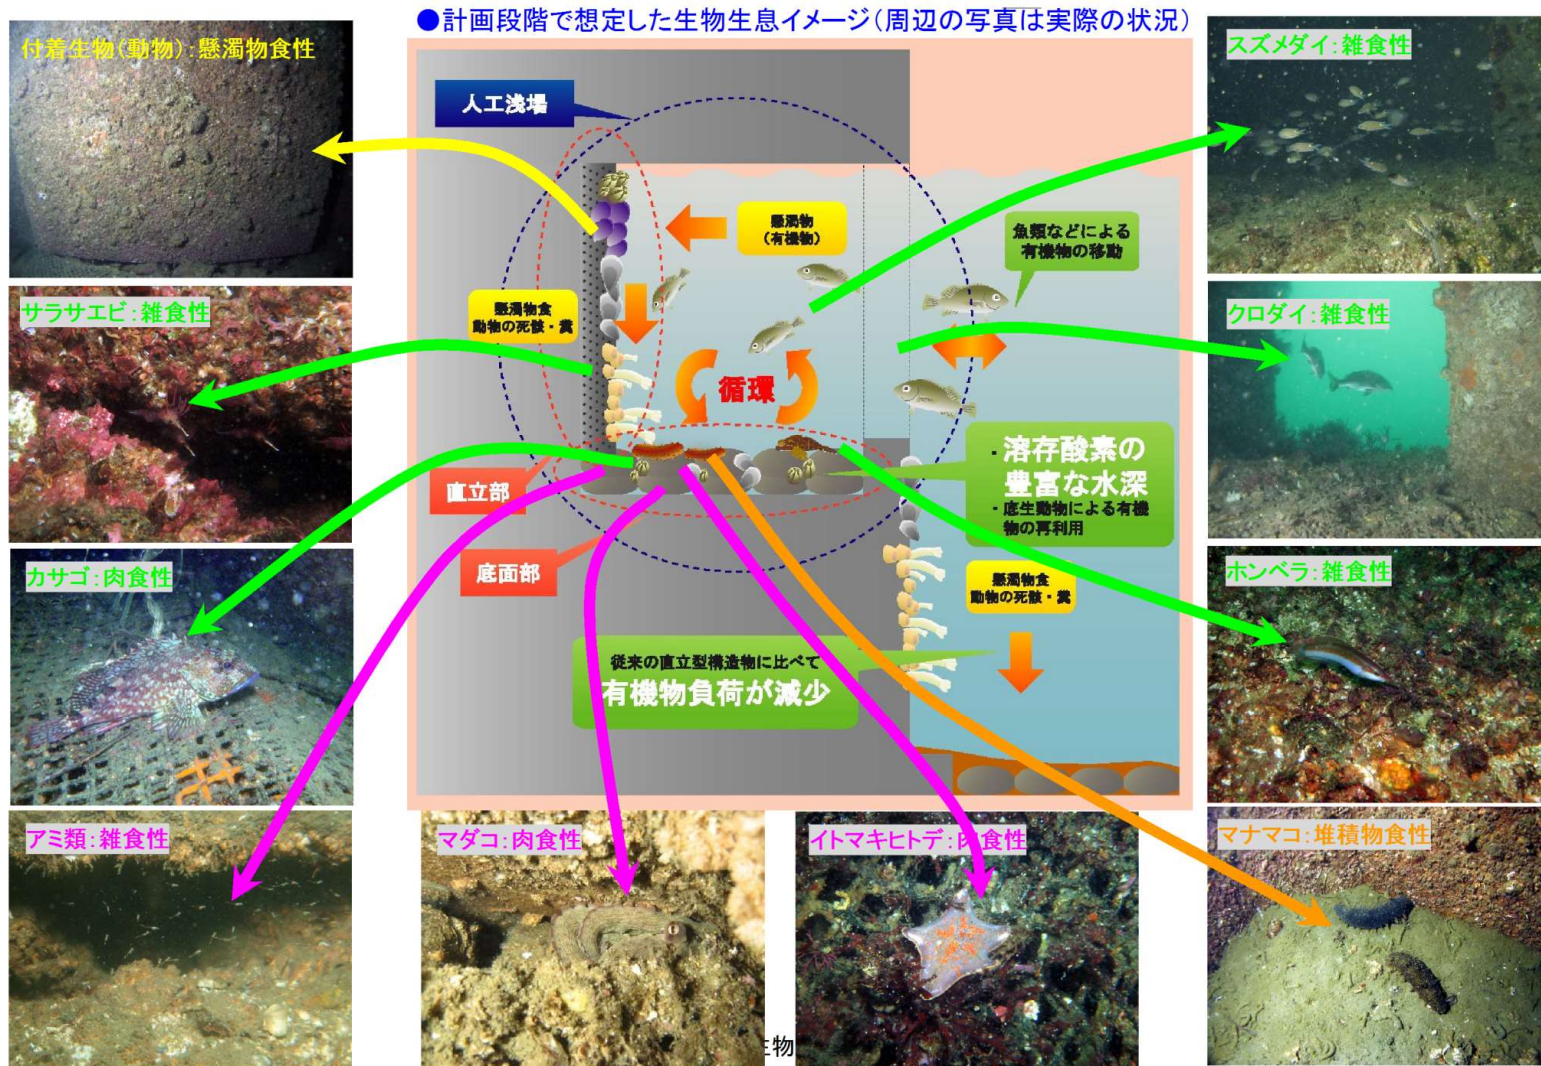 ●計画段階で想定した生物生息イメージ(周辺の写真は実際の状況)
付着生物(動物):懸濁物食性
サラサエビ:雑食性
カサゴ:肉食性
アミ類:雑食性
人工浅場
懸濁物
(有機物)
魚類などによる
有機物の移動
懸濁物食
動物の死骸・糞
循環
・溶存酸素の
豊富な水深
・底生動物による有機
物の再利用
直立部
底面部
懸濁物食
動物の死骸・糞
従来の直立型構造物に比べて
有機物負荷が減少
スズメダイ:雑食性
クロダイ:雑食性
ホンベラ:雑食性
マダコ:肉食性
イトマキヒトデ:肉食性
マナマコ:堆積物食性
生物